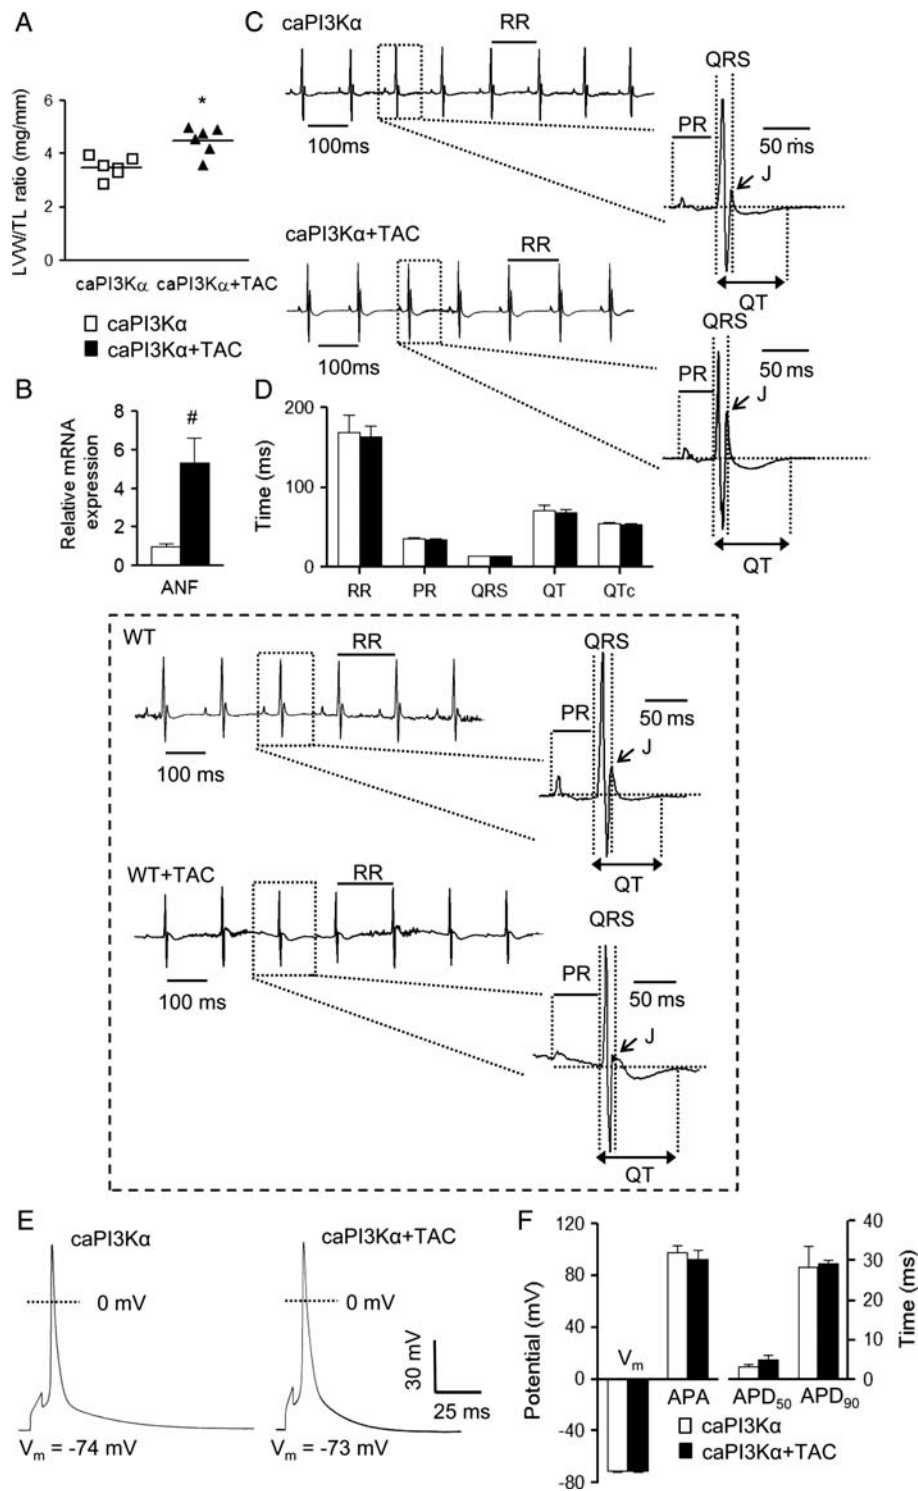 A
LVW/TL ratio (mg/mm)
6
*
4
2
0
caPI3Kα caPI3Kα+TAC
caPI3Kα
caPI3Kα+TAC
B
Relative mRNA
expression
8
#
6
4
2
0
ANF
C
caPI3Kα
RR
100ms
QRS
PR
50 ms
J
QT
caPI3Kα+TAC
RR
100ms
QRS
PR
50 ms
J
QT
D
Time (ms)
200
100
0
RR PR QRS QT QTc
WT
RR
100 ms
QRS
PR
50 ms
J
QT
WT+TAC
RR
100 ms
QRS
PR
50 ms
J
QT
E
caPI3Kα
0 mV
Vm = -74 mV
caPI3Kα+TAC
0 mV
30 mV
25 ms
Vm = -73 mV
F
Potential (mV)
120
80
40
0
-40
-80
Vm
APA
APD50 APD90
40
30
20
10
0
Time (ms)
caPI3Kα
caPI3Kα+TAC